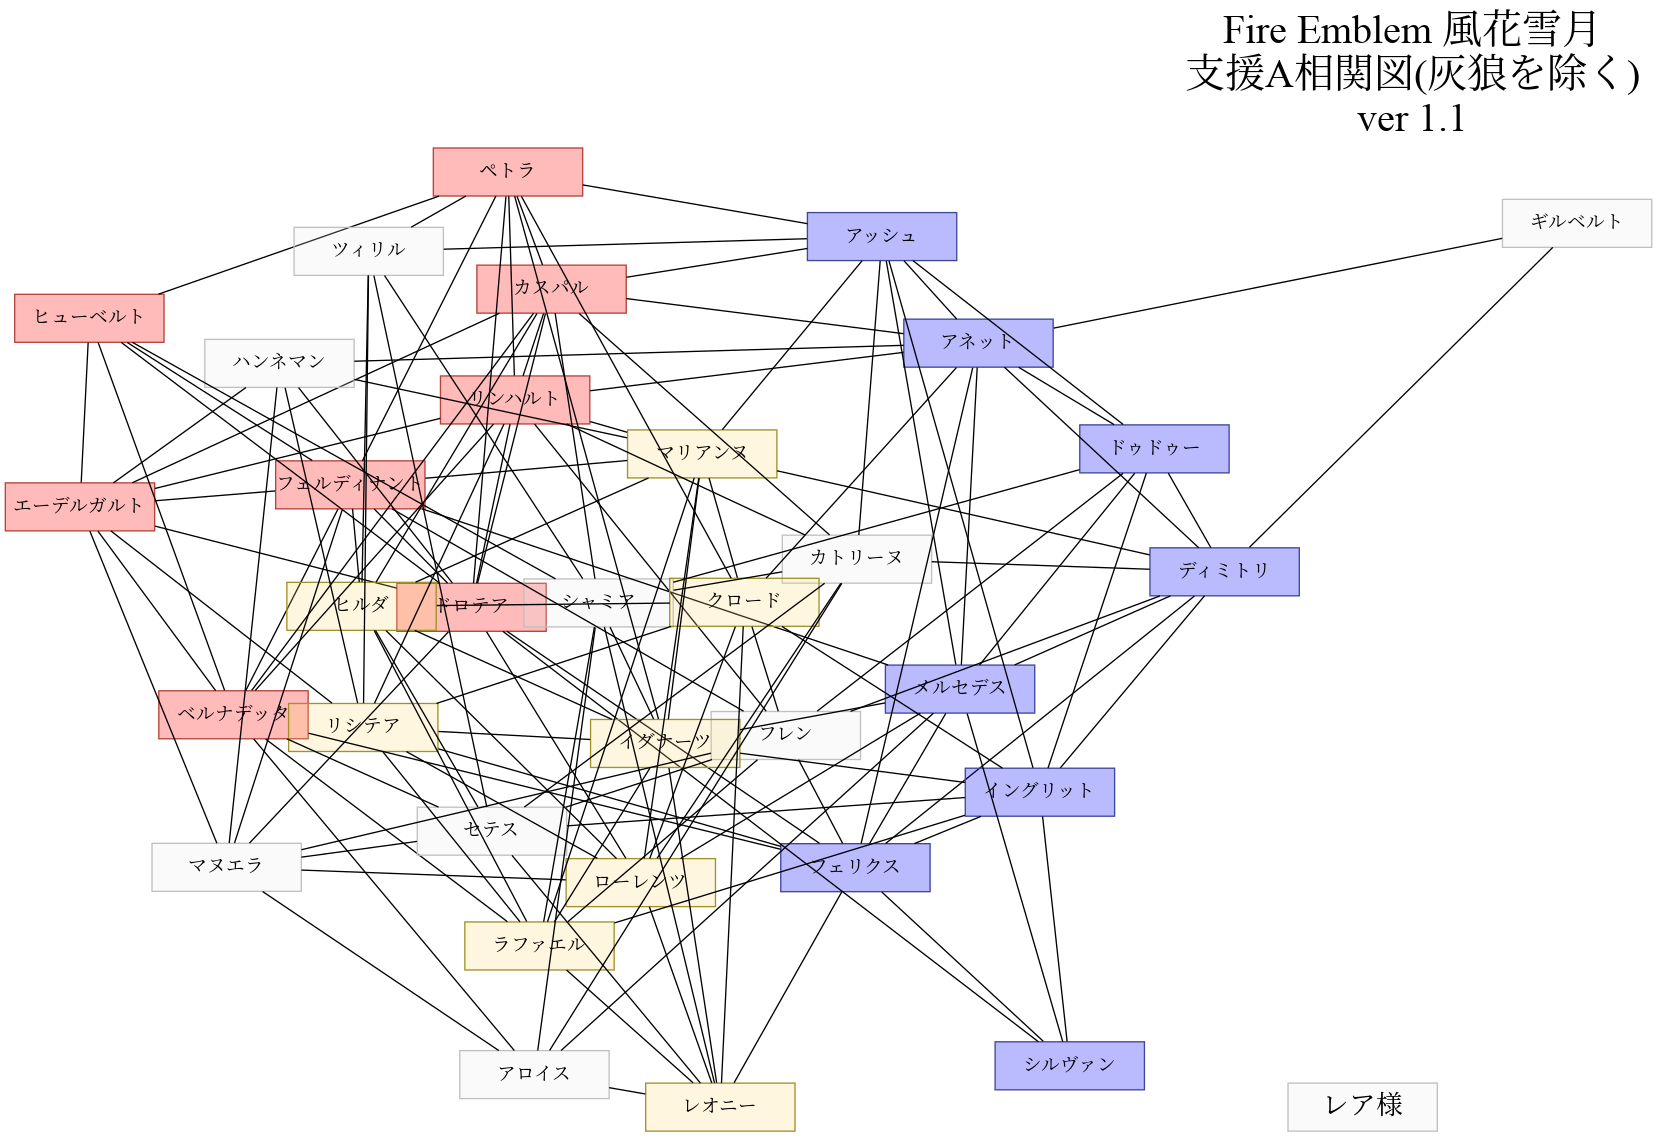 Fire Emblem 風花雪月
支援A相関図(灰狼を除く)
ver 1.1
ペトラ
アッシュ
ギルベルト
ツィリル
カスパル
ヒューベルト
アネット
ハンネマン
リンハルト
マリアンヌ
ドゥドゥー
フェルディナント
エーデルガルト
カトリーヌ
ディミトリ
ヒルダ
ドロテア
シャミア
クロード
メルセデス
ベルナデッタ
リシテア
イグナーツ
フレン
イングリット
セテス
マヌエラ
フェリクス
ローレンツ
ラファエル
アロイス
シルヴァン
レオニー
レア様